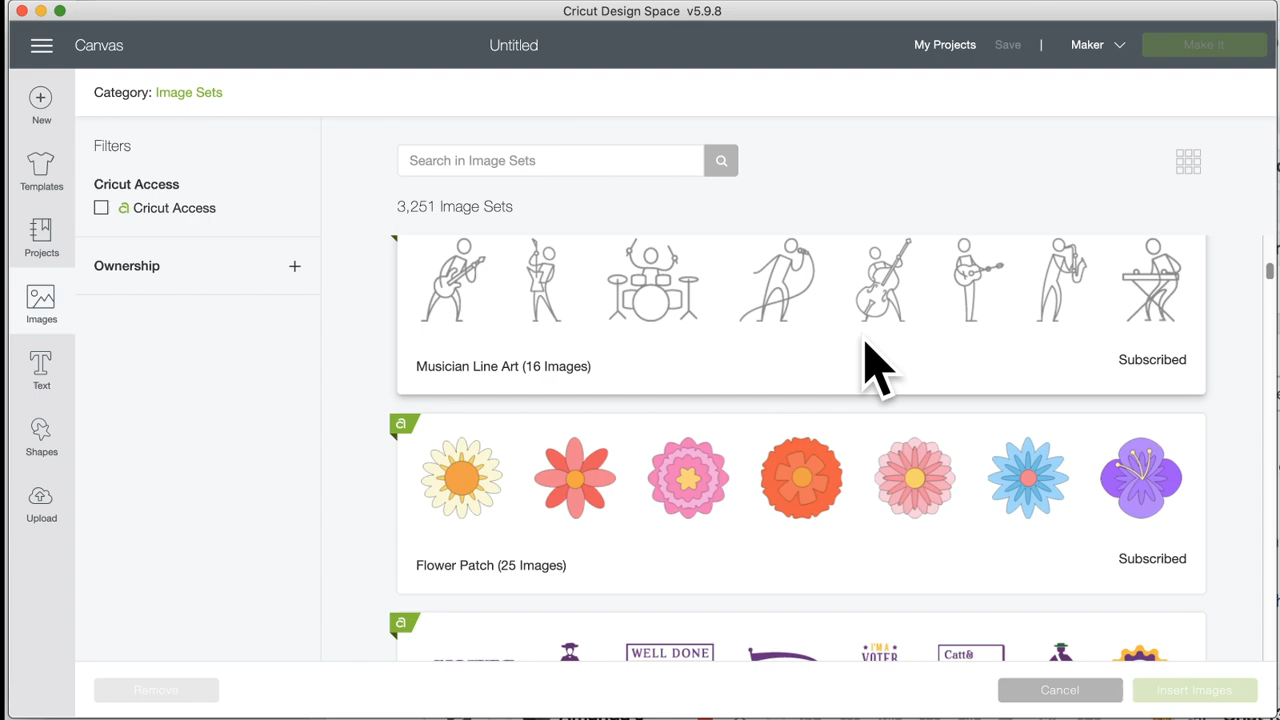 Cricut Design Space v5.9.8
Canvas
Untitled
My Projects
Save
|
Maker
Make It
New
Templates
Projects
Images
Text
Shapes
Upload
Category: Image Sets
Filters
Cricut Access
a Cricut Access
Ownership
Search in Image Sets
3,251 Image Sets
Musician Line Art (16 Images)
Subscribed
a
Flower Patch (25 Images)
Subscribed
a
WELL DONE
I'M A
VOTER
Catt&
Remove
Cancel
Insert Images